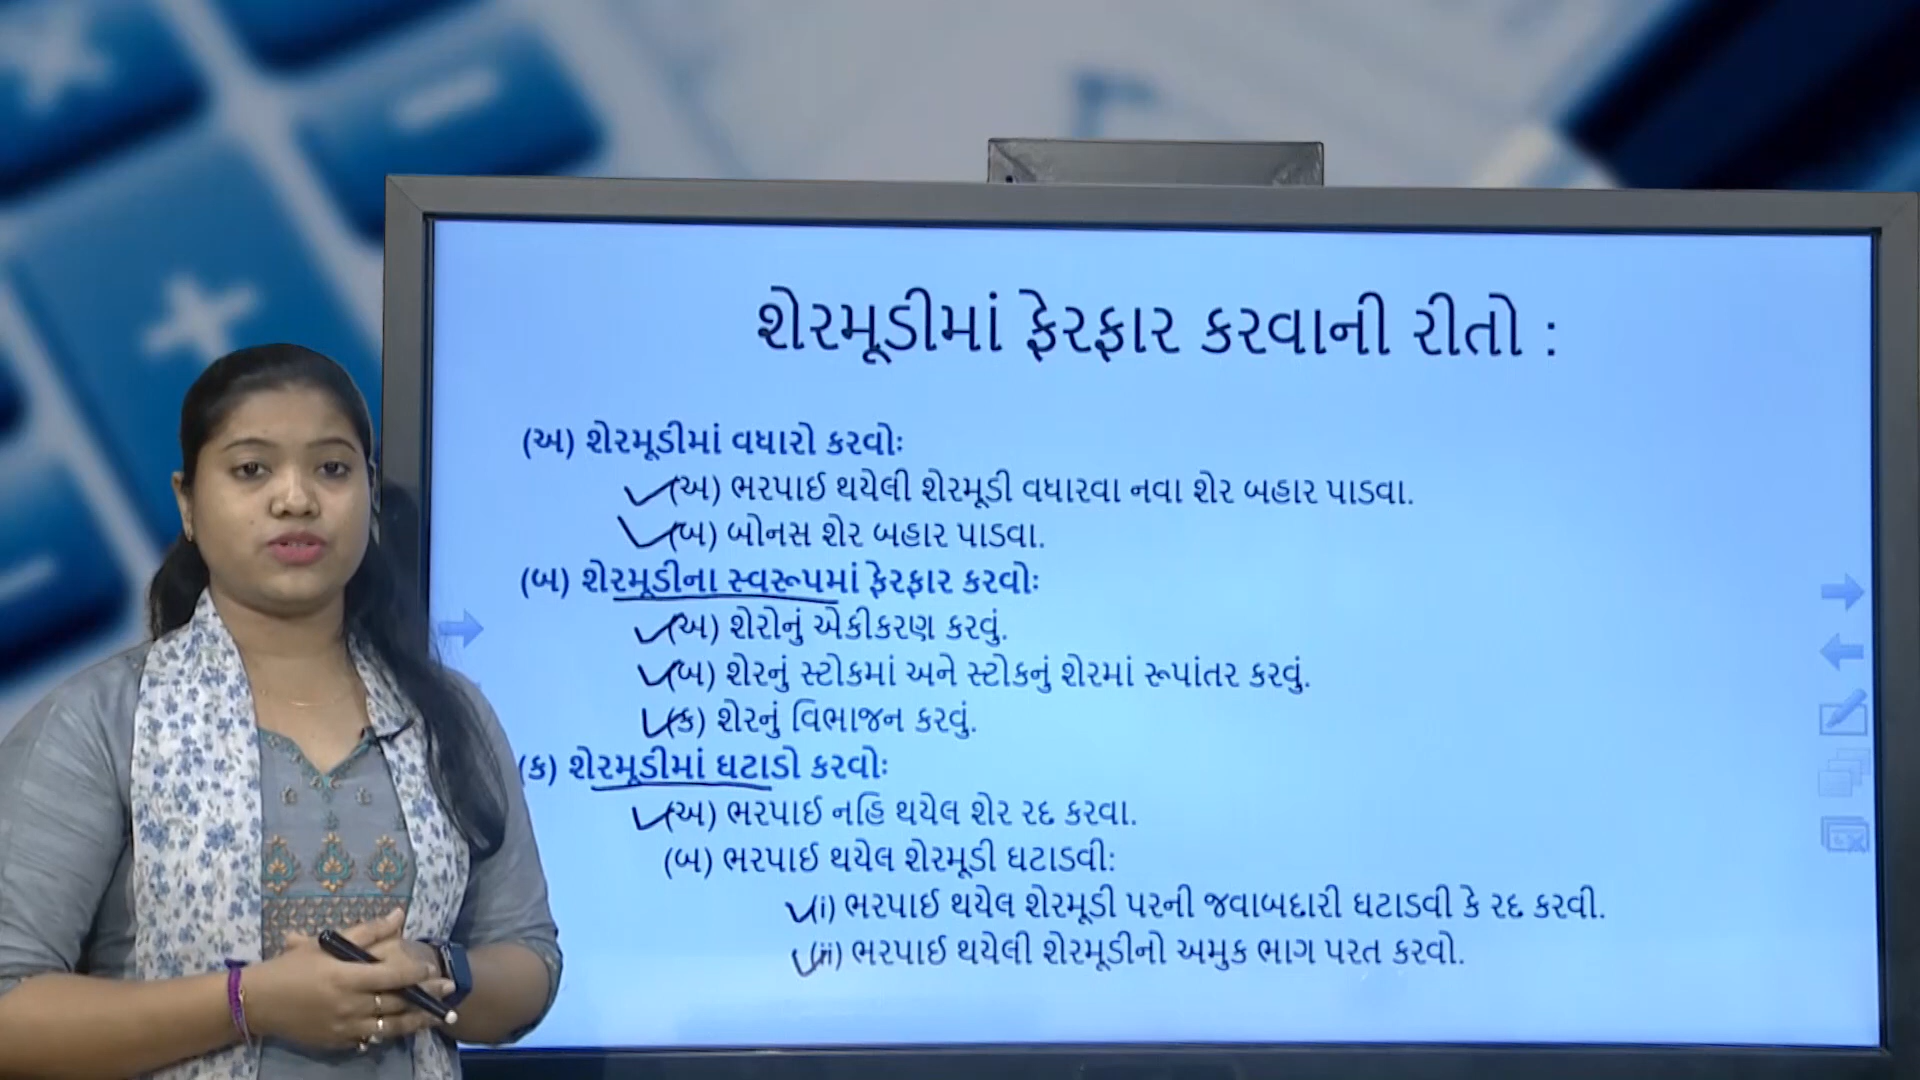 શેરમૂડીમાં ફેરફાર કરવાની રીતો :
(અ) શેરમૂડીમાં વધારો કરવોઃ
(અ) ભરપાઈ થયેલી શેરમૂડી વધારવા નવા શેર બહાર પાડવા.
(બ) બોનસ શેર બહાર પાડવા.
(બ) શેરમૂડીના સ્વરૂપમાં ફેરફાર કરવોઃ
(અ) શેરોનું એકીકરણ કરવું.
(બ) શેરનું સ્ટોકમાં અને સ્ટોકનું શેરમાં રૂપાંતર કરવું.
(ક) શેરનું વિભાજન કરવું.
(ક) શેરમૂડીમાં ઘટાડો કરવોઃ
(અ) ભરપાઈ નહિ થયેલ શેર રદ કરવા.
(બ) ભરપાઈ થયેલ શેરમૂડી ઘટાડવી:
(i) ભરપાઈ થયેલ શેરમૂડી પરની જવાબદારી ઘટાડવી કે રદ કરવી.
(ii) ભરપાઈ થયેલી શેરમૂડીનો અમુક ભાગ પરત કરવો.